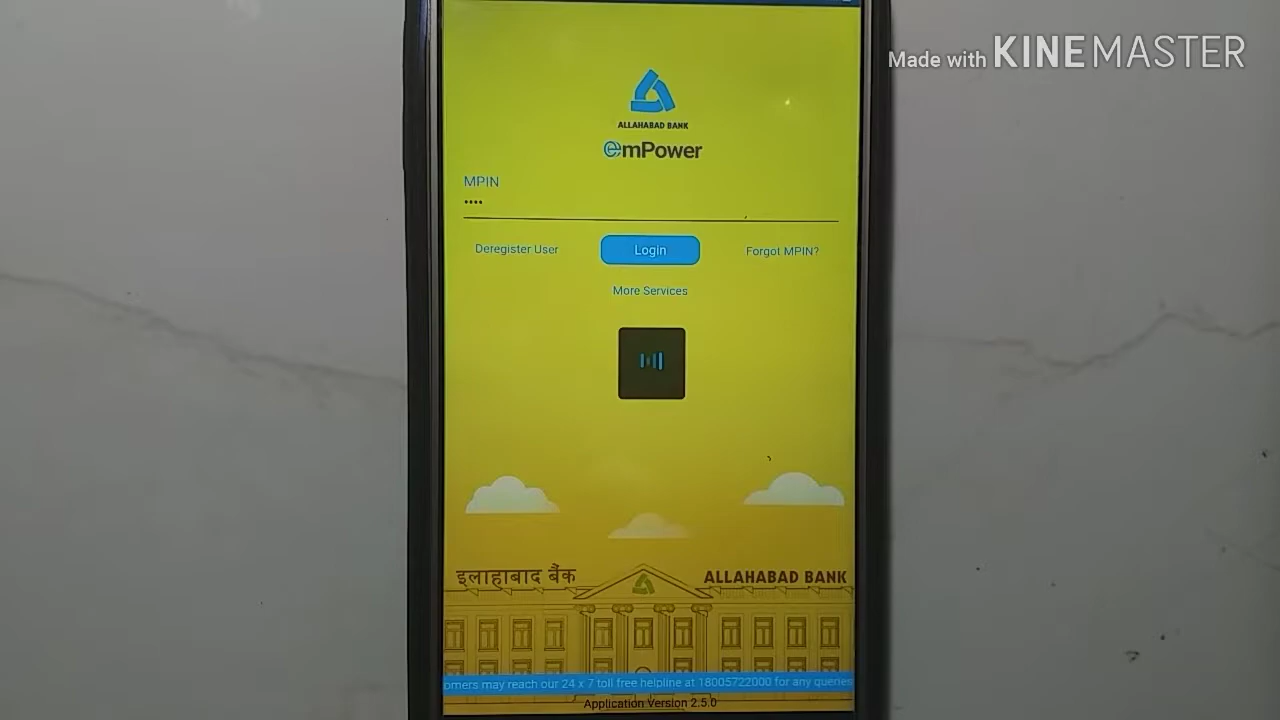 Made with KINEMASTER
ALLAHABAD BANK
emPower
MPIN
••••
Deregister User
Login
Forgot MPIN?
More Services
इलाहाबाद बैंक
ALLAHABAD BANK
omers may reach our 24 x 7 toll free helpline at 18005722000 for any queries
Application Version 2.5.0